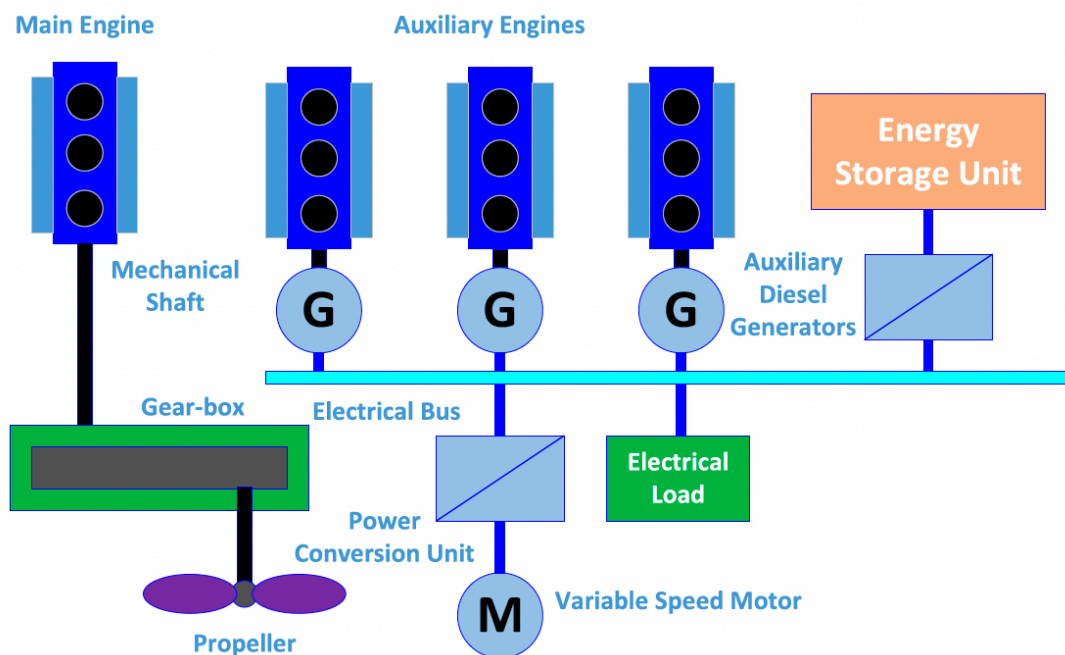 Main Engine
Auxiliary Engines
Energy
Storage Unit
Mechanical
Shaft
G
G
G
Auxiliary
Diesel
Generators
Gear-box
Electrical Bus
Electrical
Load
Power
Conversion Unit
M
Variable Speed Motor
Propeller